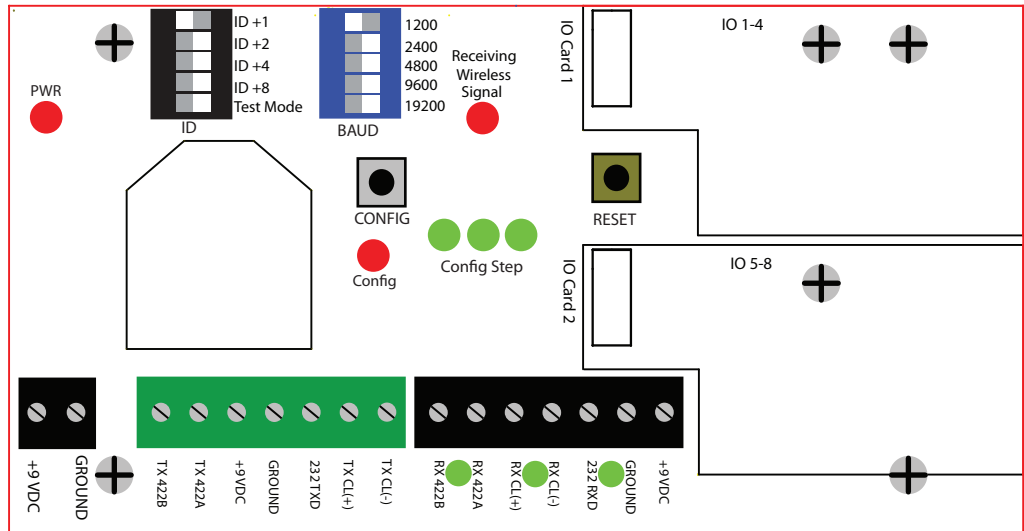 ID +1
ID +2
ID +4
ID +8
Test Mode
ID
1200
2400
4800
9600
19200
BAUD
PWR
Receiving
Wireless
Signal
IO Card 1
IO 1-4
CONFIG
RESET
Config
Config Step
IO Card 2
IO 5-8
+9 VDC
GROUND
TX 422B
TX 422A
+9VDC
GROUND
232 TXD
TX CL(+)
TX CL(-)
RX 422B
RX 422A
RX CL(+)
RX CL(-)
232 RXD
GROUND
+9VDC